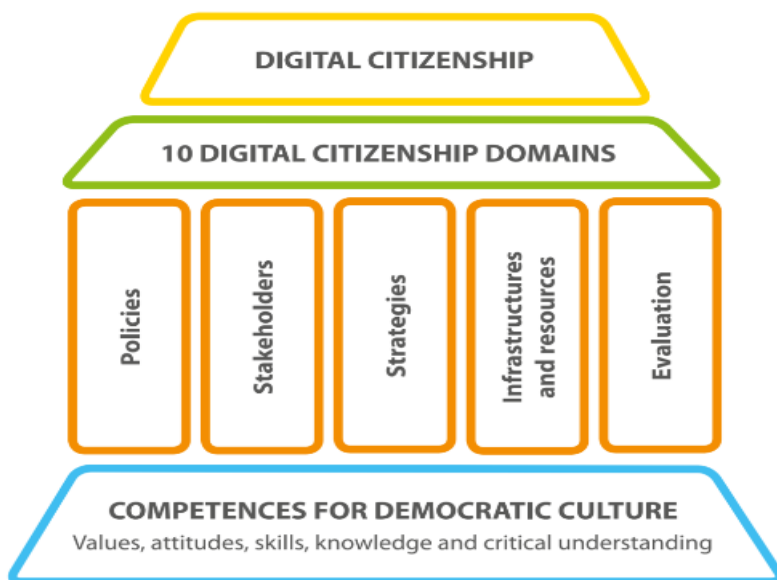 DIGITAL CITIZENSHIP
10 DIGITAL CITIZENSHIP DOMAINS
Policies
Stakeholders
Strategies
Infrastructures
and resources
Evaluation
COMPETENCES FOR DEMOCRATIC CULTURE
Values, attitudes, skills, knowledge and critical understanding